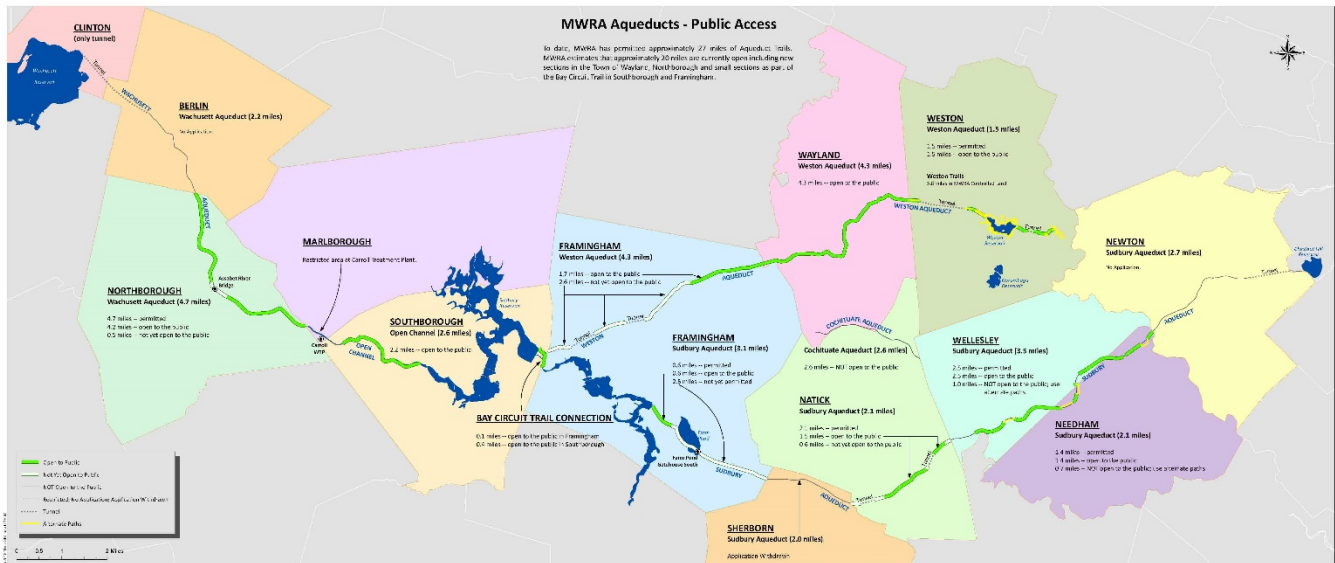 MWRA Aqueducts - Public Access
To date, MWRA has permitted approximately 27 miles of Aqueduct Trails.
MWRA estimates that approximately 20 miles are currently open including new
sections in the Town of Wayland, Northborough and small sections as part of
the Bay Circuit Trail in Southborough and Framingham.
CLINTON
(only tunnel)
Wachusett
Reservoir
Tunnel
WACHUSETT
BERLIN
Wachusett Aqueduct (2.2 miles)
No Application
AQUEDUCT
NORTHBOROUGH
Wachusett Aqueduct (4.7 miles)
4.7 miles -- permitted
4.2 miles -- open to the public
0.5 miles -- not yet open to the public
Assabet River
Bridge
MARLBOROUGH
Restricted area at Carroll Treatment Plant.
Carroll
WTP
OPEN
CHANNEL
SOUTHBOROUGH
Open Channel (2.6 miles)
2.2 miles -- open to the public
Sudbury
Reservoir
BAY CIRCUIT TRAIL CONNECTION
0.1 miles -- open to the public in Framingham
0.4 miles -- open to the public in Southborough
FRAMINGHAM
Weston Aqueduct (4.3 miles)
1.7 miles -- open to the public
2.6 miles -- not yet open to the public
Tunnel
WESTON
Tunnel
AQUEDUCT
FRAMINGHAM
Sudbury Aqueduct (3.1 miles)
0.6 miles -- permitted
0.6 miles -- open to the public
2.5 miles -- not yet permitted
Farm
Pond
Farm Pond
Gatehouse South
SUDBURY
AQUEDUCT
Tunnel
SHERBORN
Sudbury Aqueduct (2.0 miles)
Application Withdrawn
WAYLAND
Weston Aqueduct (4.3 miles)
4.3 miles -- open to the public
WESTON AQUEDUCT
Tunnel
WESTON
Weston Aqueduct (1.5 miles)
1.5 miles -- permitted
1.5 miles -- open to the public
Weston Trails
Weston
Reservoir
Tunnel
Reservoir
COCHITUATE AQUEDUCT
Cochituate Aqueduct (2.6 miles)
2.6 miles -- NOT open to the public
NATICK
Sudbury Aqueduct (2.1 miles)
2.1 miles -- permitted
1.5 miles -- open to the public
0.6 miles -- not yet open to the public
Tunnel
WELLESLEY
Sudbury Aqueduct (3.5 miles)
2.5 miles -- permitted
2.5 miles -- open to the public
1.0 miles -- NOT open to the public; use
alternate paths
SUDBURY
AQUEDUCT
NEWTON
Sudbury Aqueduct (2.7 miles)
No Application.
Tunnel
Chestnut Hill
Reservoir
NEEDHAM
Sudbury Aqueduct (2.1 miles)
1.4 miles -- permitted
1.4 miles -- open to the public
0.7 miles -- NOT open to the public; use alternate paths
Open to Public
Not Yet Open to Public
NOT Open to the Public
Restricted; No Application; Application Withdrawn
Tunnel
Alternate Paths
0 0.5 1 2 Miles